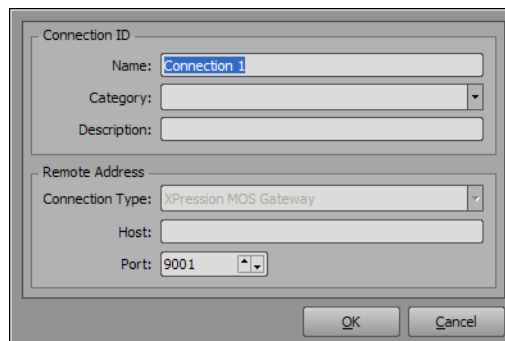 Connection ID
Name: Connection 1
Category:
Description:
Remote Address
Connection Type: XPression MOS Gateway
Host:
Port: 9001
OK Cancel